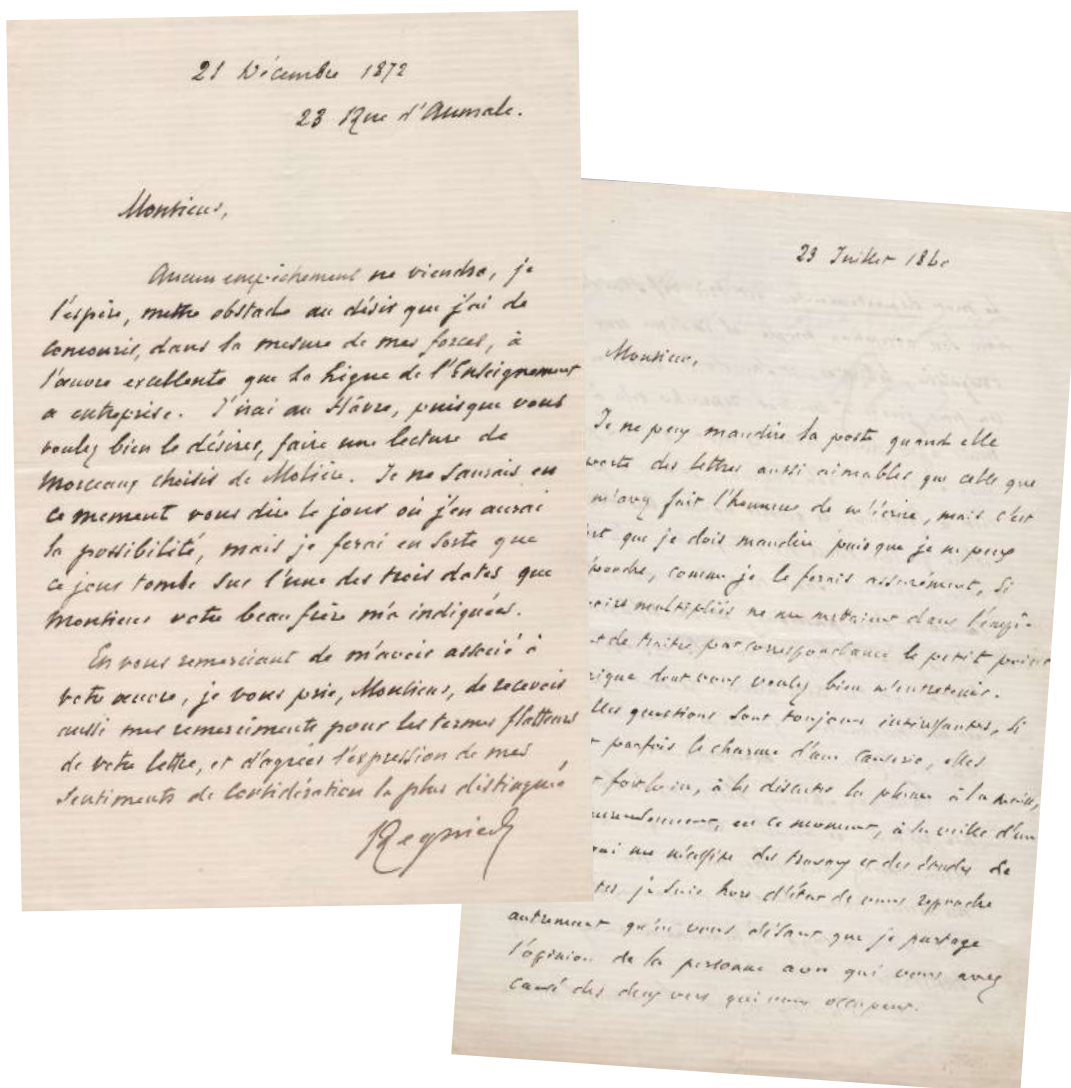 21 Décembre 1872
23 Rue d'Aumale.
Monsieur,
Aucun empêchement ne viendra, je
l'espère, mettre obstacle au désir que j'ai de
concourir, dans la mesure de mes forces, à
l'œuvre excellente que la Ligue de l'Enseignement
a entreprise. J'irai au Hâvre, puisque vous
voulez bien le désirer, faire une lecture de
morceaux choisis de Molière. Je ne saurais en
ce moment vous dire le jour où j'en aurai
la possibilité, mais je ferai en sorte que
ce jour tombe sur l'une des trois dates que
Monsieur votre beau frère m'a indiquées.
En vous remerciant de m'avoir associé à
votre œuvre, je vous prie, Monsieur, de recevoir
aussi mes remerciments pour les termes flatteurs
de votre lettre, et d'agréer l'expression de mes
sentiments de considération la plus distinguée
Regnier
23 Juillet 186
Monsieur,
Je ne peux maudire la poste quand elle
des lettres aussi aimables que celle que
m'avez fait l'honneur de m'écrire, mais c'est
que je dois maudire puisque je ne peux
comme je le ferais assurément, si
multipliés ne me mettaient dans l'empê-
de traiter par correspondance le petit point
dont vous voulez bien m'entretenir.
questions sont toujours intéressantes, si
parfois le charme d'une causerie, elles
fort loin, à les discuter la plume à la main,
en ce moment, à la veille d'un
me nécessite des travaux et des études
je suis hors d'état de vous répondre
autrement qu'en vous disant que je partage
l'opinion de la personne avec qui vous avez
causé des deux vers qui vous occupent.